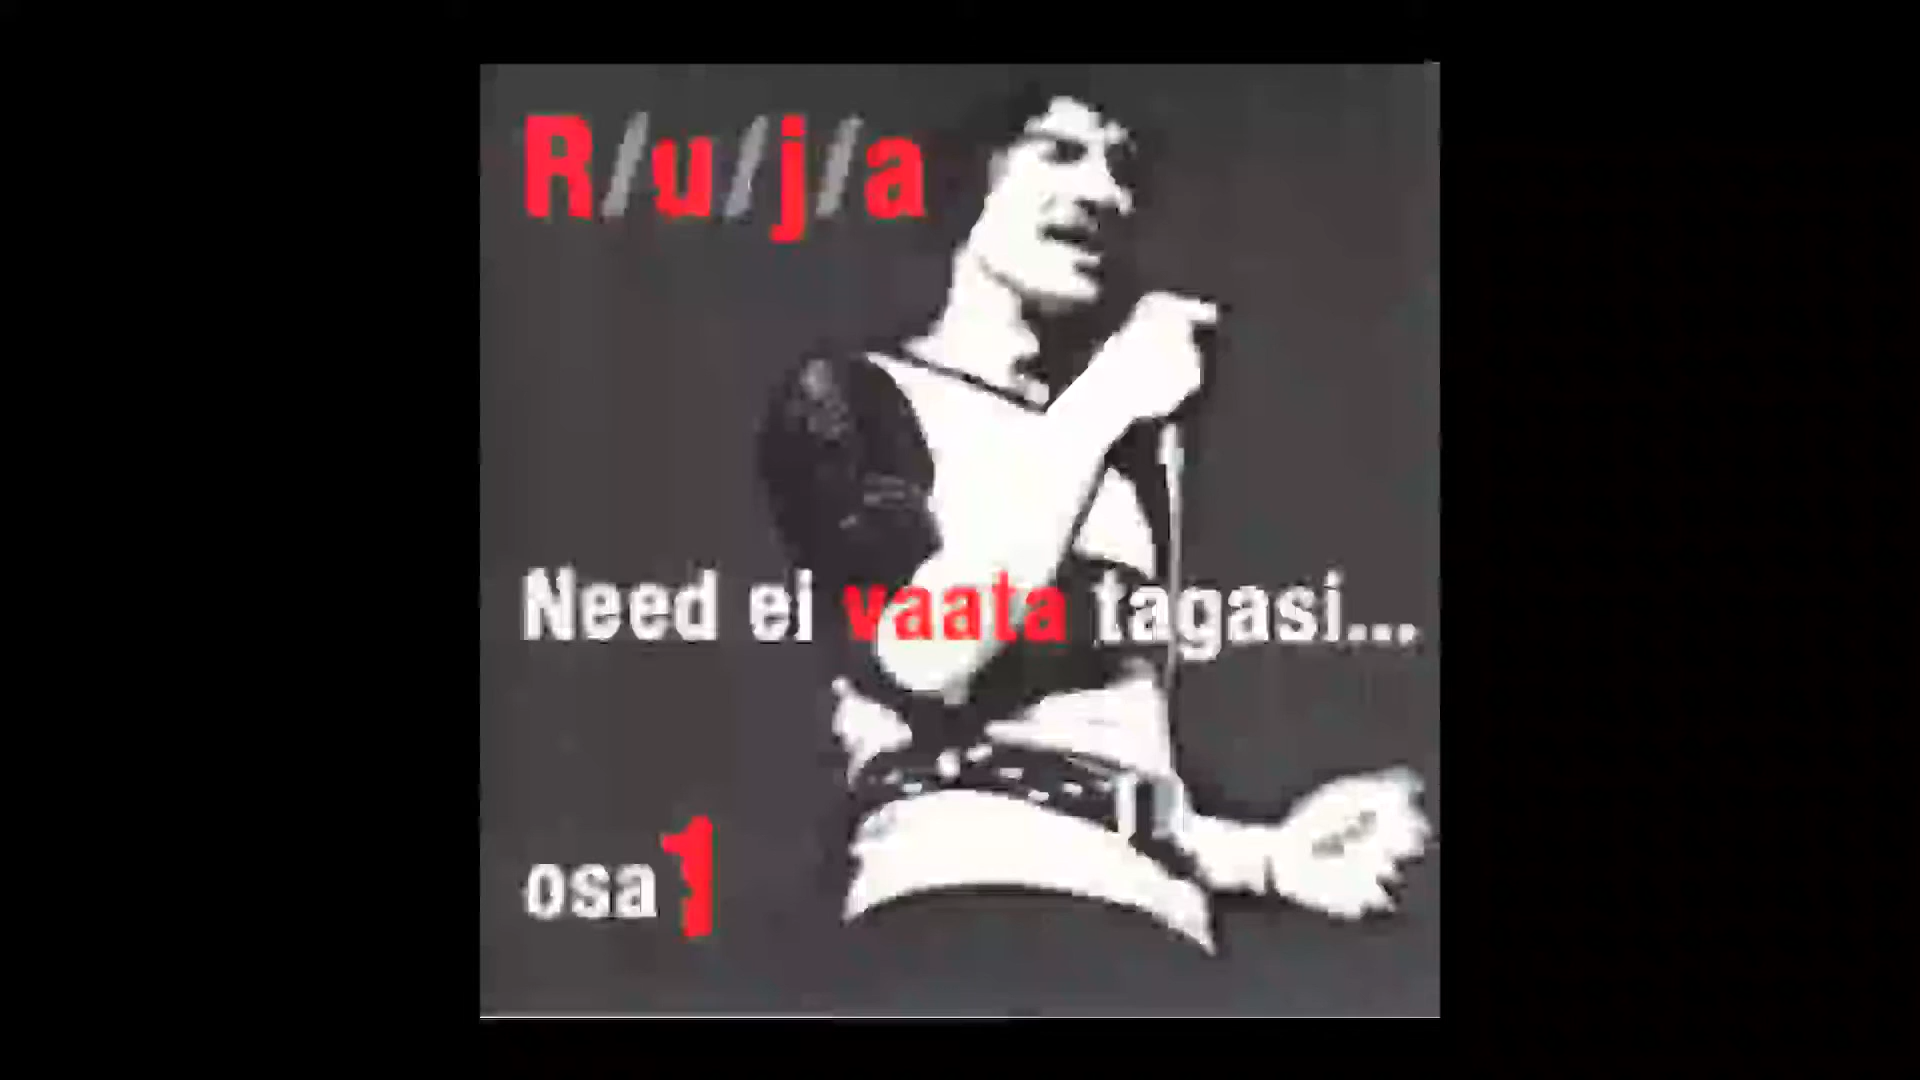 R/u/j/a
Need ei vaata tagasi...
osa 1